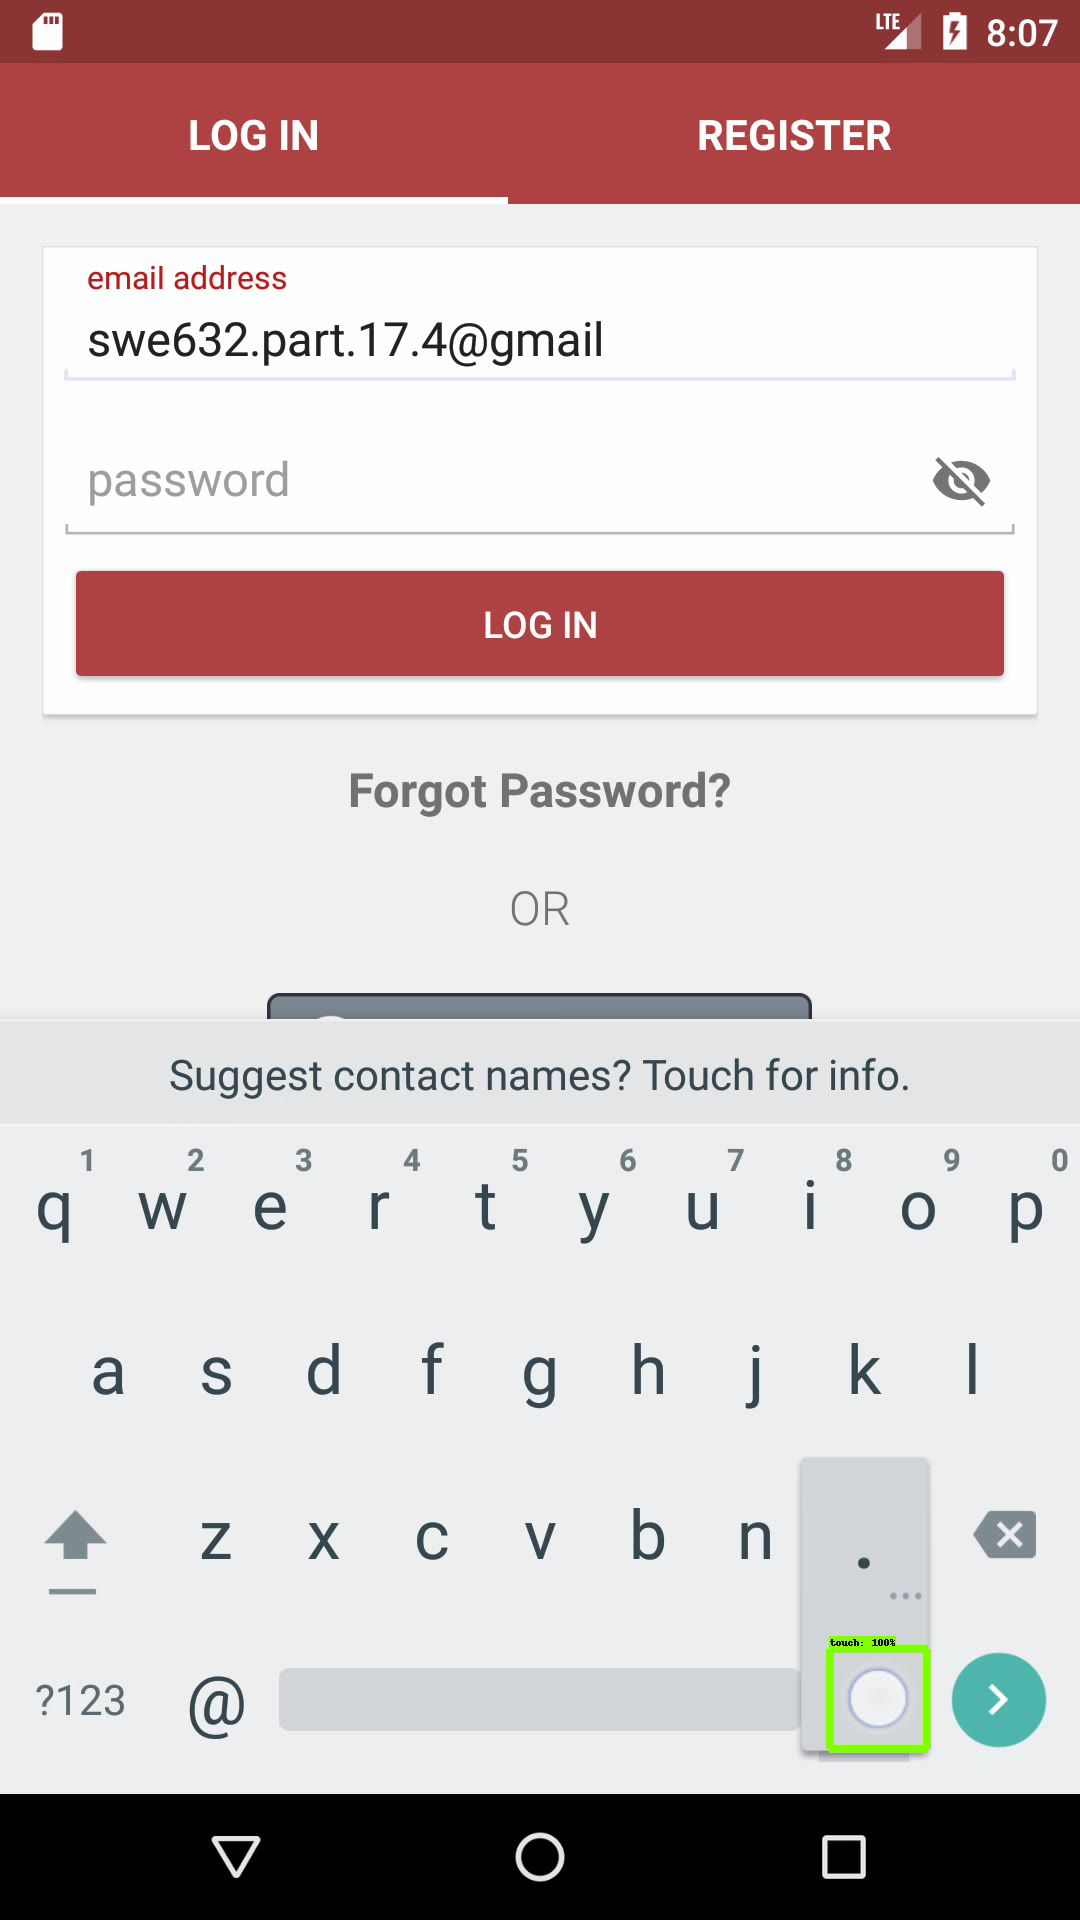 LTE 8:07
LOG IN REGISTER
email address
swe632.part.17.4@gmail
password
LOG IN
Forgot Password?
OR
Suggest contact names? Touch for info.
1 2 3 4 5 6 7 8 9 0
q w e r t y u i o p
a s d f g h j k l
z x c v b n .
...
touch: 100%
?123 @